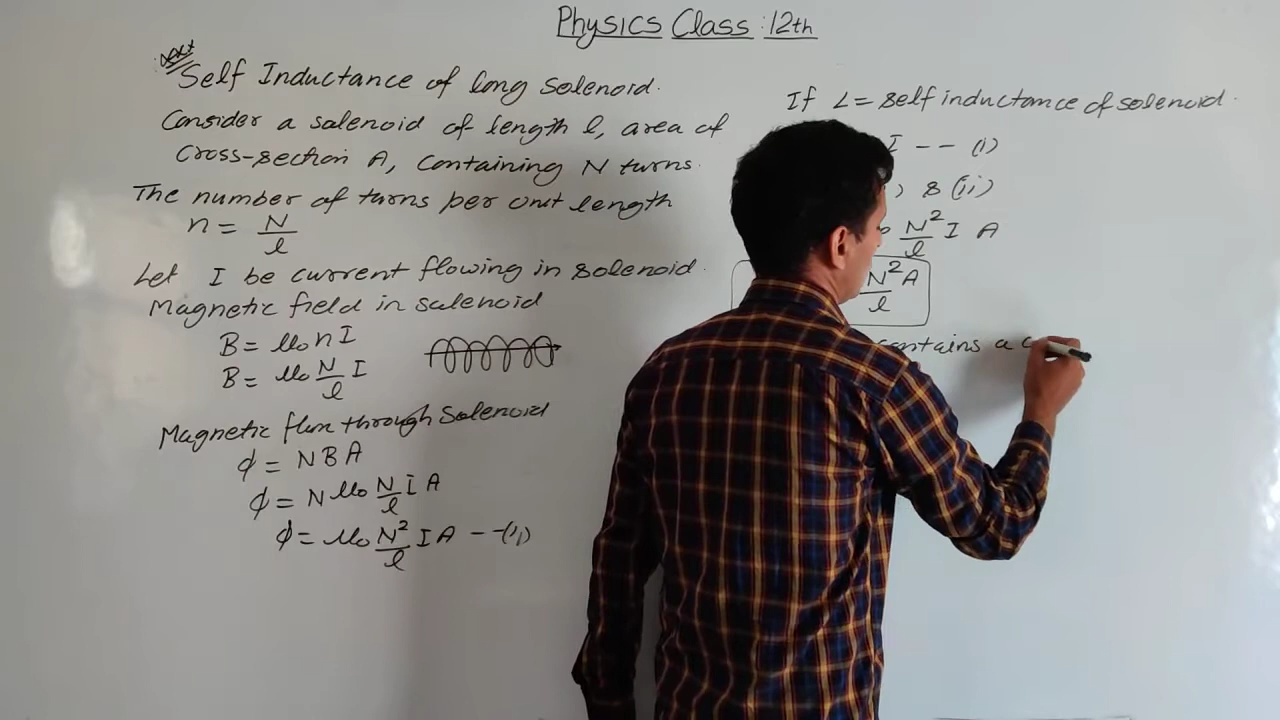 Physics Class : 12th
Self Inductance of long Solenoid.
Consider a solenoid of length l, area of
Cross-section A, containing N turns.
The number of turns per unit length
n = N/l
Let I be current flowing in solenoid.
Magnetic field in solenoid
B = μ₀nI
B = μ₀ N/l I
Magnetic flux through Solenoid
ϕ = NBA
ϕ = N μ₀ N/l I A
ϕ = μ₀ N²/l I A --(i)
If L = self inductance of solenoid.
I -- (i)
) & (ii)
N²/l I A
N²A/l
contains a